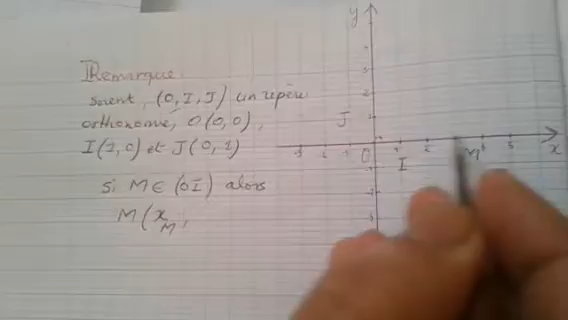 Remarque.
soient, (O, I, J) un repère
orthonormé, O(0,0),
I(1,0) et J(0,1)
si M ∈ (OI) alors
M(x_M,
y
J
O
I
M
x